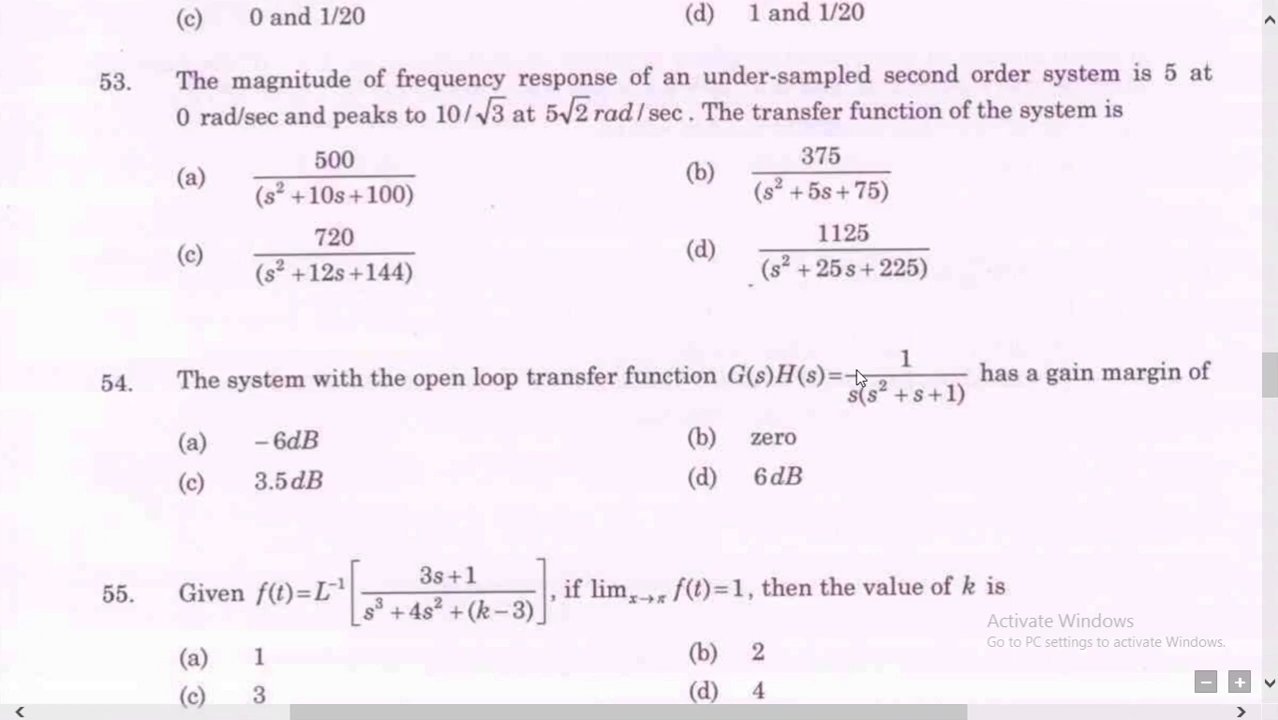 (c) 0 and 1/20 (d) 1 and 1/20
53. The magnitude of frequency response of an under-sampled second order system is 5 at
0 rad/sec and peaks to 10/√3 at 5√2 rad/sec. The transfer function of the system is
(a) 500/(s² +10s+100) (b) 375/(s² +5s+75)
(c) 720/(s² +12s+144) (d) 1125/(s² +25s+225)
54. The system with the open loop transfer function G(s)H(s)= 1/s(s² +s+1) has a gain margin of
(a) –6dB (b) zero
(c) 3.5dB (d) 6dB
55. Given f(t)=L⁻¹[3s+1/s³ +4s² +(k–3)], if lim x→π f(t)=1, then the value of k is
(a) 1 (b) 2
(c) 3 (d) 4
Activate Windows
Go to PC settings to activate Windows.